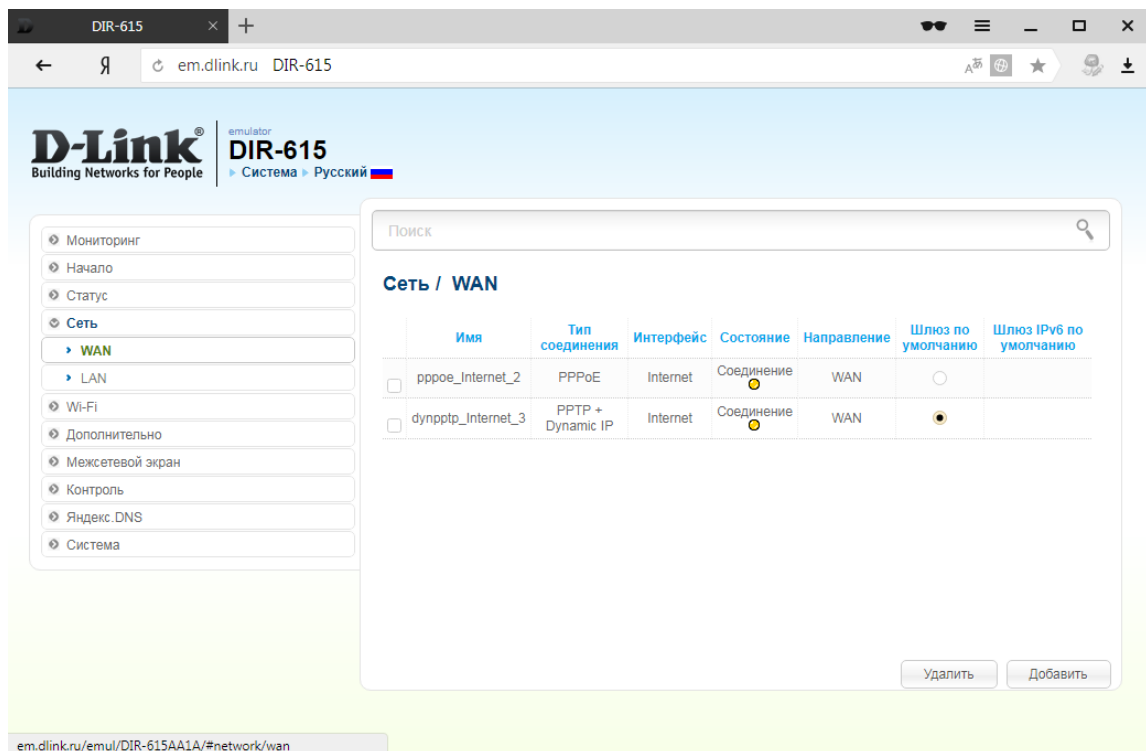 DIR-615
em.dlink.ru DIR-615
D-Link®
Building Networks for People
emulator
DIR-615
Система Русский
Мониторинг
Начало
Статус
Сеть
WAN
LAN
Wi-Fi
Дополнительно
Межсетевой экран
Контроль
Яндекс.DNS
Система
Поиск
Сеть / WAN
Имя Тип соединения Интерфейс Состояние Направление Шлюз по умолчанию Шлюз IPv6 по умолчанию
pppoe_Internet_2 PPPoE Internet Соединение WAN
dynpptp_Internet_3 PPTP + Dynamic IP Internet Соединение WAN
Удалить Добавить
em.dlink.ru/emul/DIR-615AA1A/#network/wan